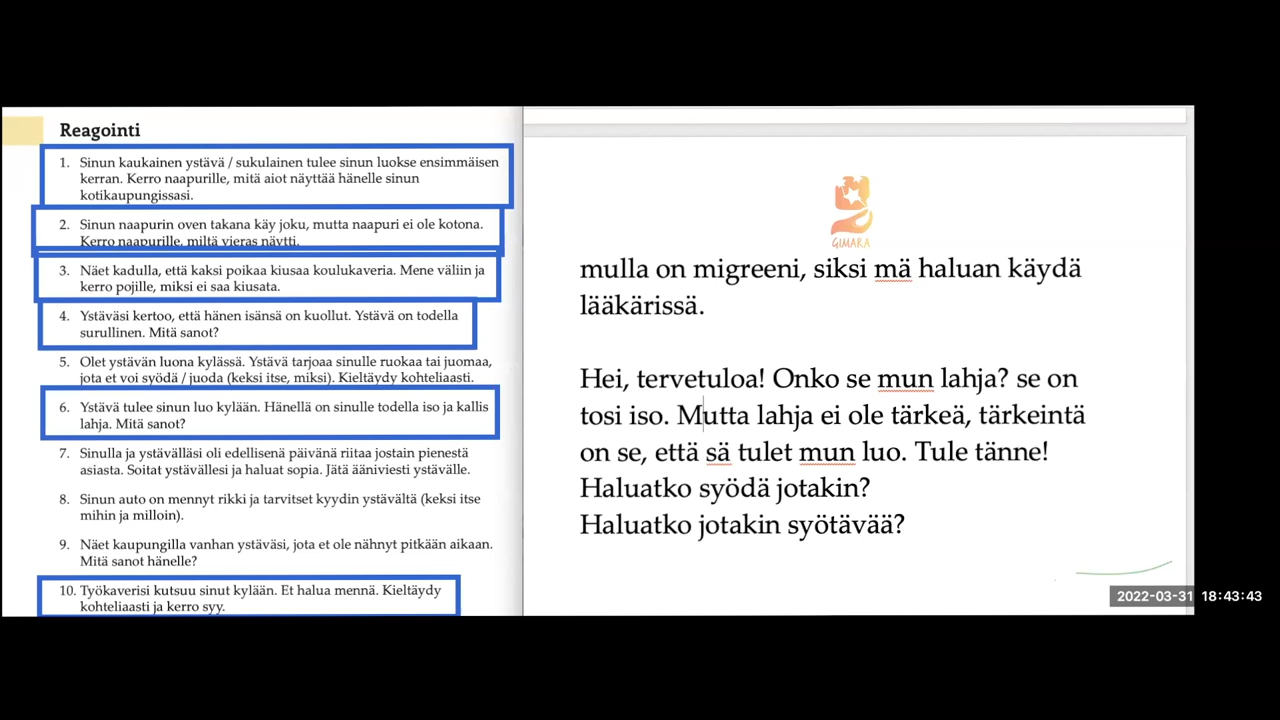 Reagointi
1. Sinun kaukainen ystävä / sukulainen tulee sinun luokse ensimmäisen
kerran. Kerro naapurille, mitä aiot näyttää hänelle sinun
kotikaupungissasi.
2. Sinun naapurin oven takana käy joku, mutta naapuri ei ole kotona.
Kerro naapurille, miltä vieras näytti.
3. Näet kadulla, että kaksi poikaa kiusaa koulukaveria. Mene väliin ja
kerro pojille, miksi ei saa kiusata.
4. Ystäväsi kertoo, että hänen isänsä on kuollut. Ystävä on todella
surullinen. Mitä sanot?
5. Olet ystävän luona kylässä. Ystävä tarjoaa sinulle ruokaa tai juomaa,
jota et voi syödä / juoda (keksi itse, miksi). Kieltäydy kohteliaasti.
6. Ystävä tulee sinun luo kylään. Hänellä on sinulle todella iso ja kallis
lahja. Mitä sanot?
7. Sinulla ja ystävälläsi oli edellisenä päivänä riitaa jostain pienestä
asiasta. Soitat ystävällesi ja haluat sopia. Jätä ääniviesti ystävälle.
8. Sinun auto on mennyt rikki ja tarvitset kyydin ystävältä (keksi itse
mihin ja milloin).
9. Näet kaupungilla vanhan ystäväsi, jota et ole nähnyt pitkään aikaan.
Mitä sanot hänelle?
10. Työkaverisi kutsuu sinut kylään. Et halua mennä. Kieltäydy
kohteliaasti ja kerro syy.
GIMARA
mulla on migreeni, siksi mä haluan käydä
lääkärissä.
Hei, tervetuloa! Onko se mun lahja? se on
tosi iso. Mutta lahja ei ole tärkeä, tärkeintä
on se, että sä tulet mun luo. Tule tänne!
Haluatko syödä jotakin?
Haluatko jotakin syötävää?
2022-03-31 18:43:43